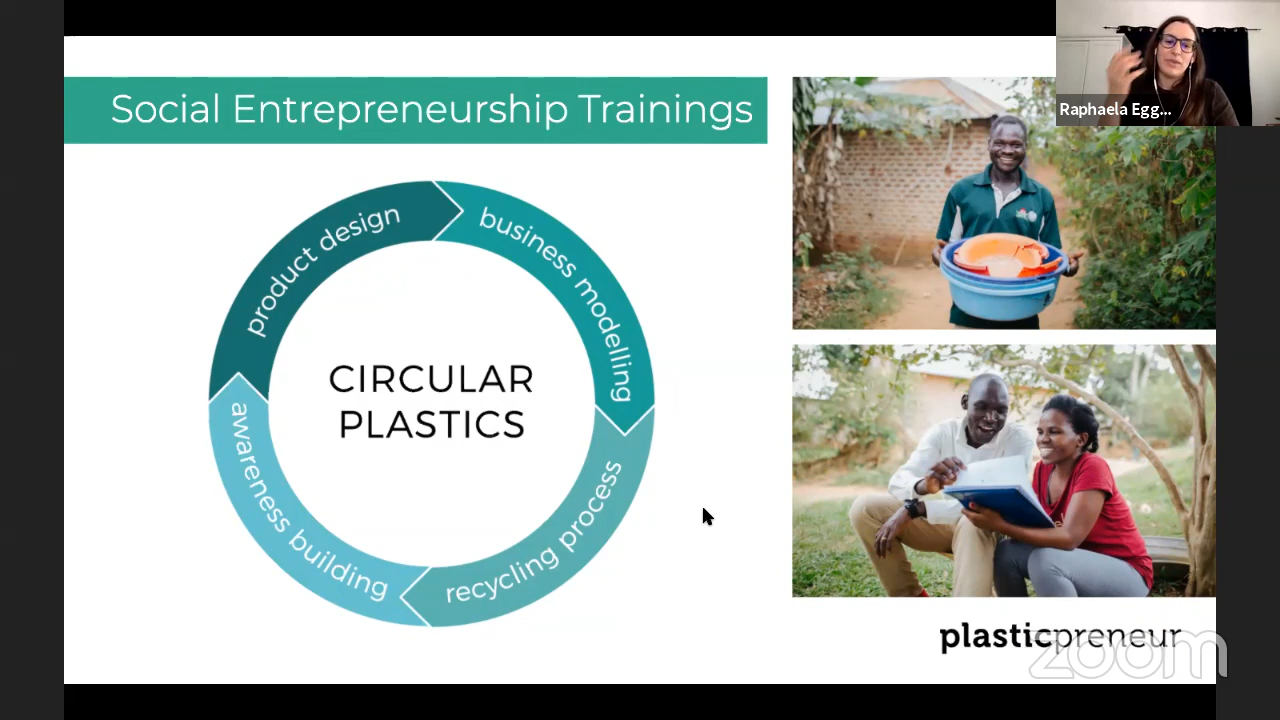 Social Entrepreneurship Trainings
Raphaela Egg...
product design
business modelling
CIRCULAR
PLASTICS
awareness building
recycling process
plasticpreneur
zoom